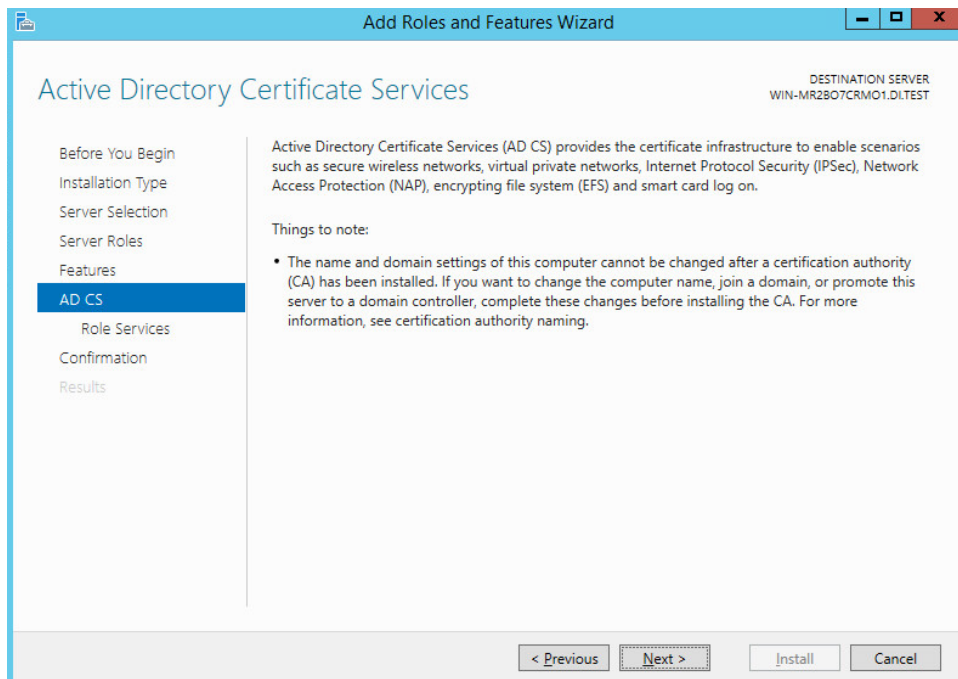 Add Roles and Features Wizard
Active Directory Certificate Services
DESTINATION SERVER
WIN-MR2BO7CRMO1.DI.TEST
Before You Begin
Installation Type
Server Selection
Server Roles
Features
AD CS
Role Services
Confirmation
Results
Active Directory Certificate Services (AD CS) provides the certificate infrastructure to enable scenarios
such as secure wireless networks, virtual private networks, Internet Protocol Security (IPSec), Network
Access Protection (NAP), encrypting file system (EFS) and smart card log on.
Things to note:
• The name and domain settings of this computer cannot be changed after a certification authority
(CA) has been installed. If you want to change the computer name, join a domain, or promote this
server to a domain controller, complete these changes before installing the CA. For more
information, see certification authority naming.
< Previous
Next >
Install
Cancel